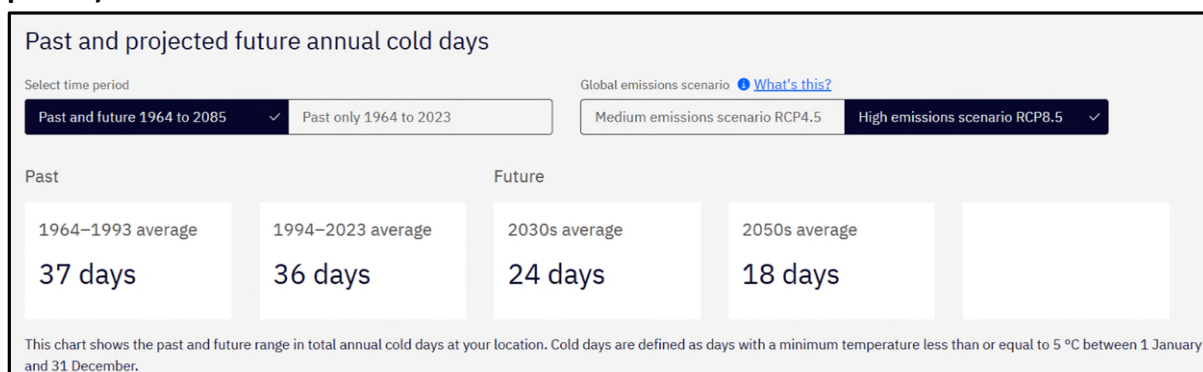 Past and projected future annual cold days
Select time period
Global emissions scenario What's this?
Past and future 1964 to 2085
Past only 1964 to 2023
Medium emissions scenario RCP4.5
High emissions scenario RCP8.5
Past
Future
1964–1993 average
37 days
1994–2023 average
36 days
2030s average
24 days
2050s average
18 days
This chart shows the past and future range in total annual cold days at your location. Cold days are defined as days with a minimum temperature less than or equal to 5 °C between 1 January
and 31 December.